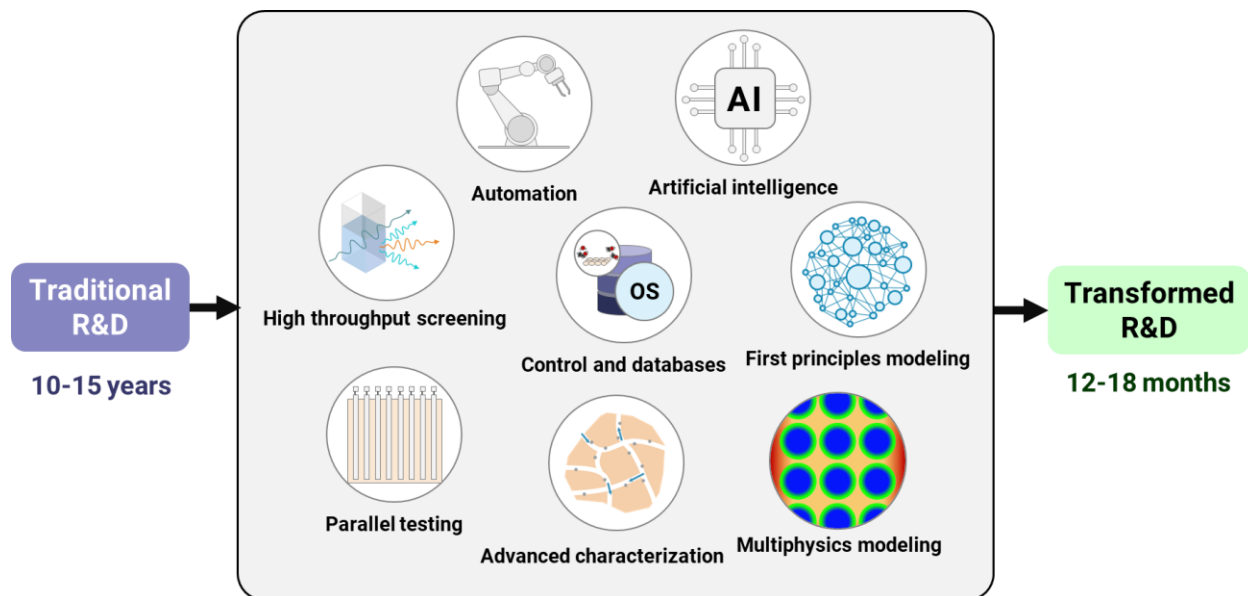 Traditional
R&D
10-15 years
AI
Automation
Artificial intelligence
High throughput screening
OS
Control and databases
First principles modeling
Parallel testing
Advanced characterization
Multiphysics modeling
Transformed
R&D
12-18 months